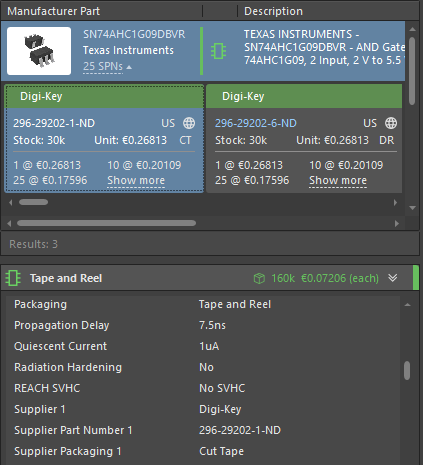 Manufacturer Part
Description
SN74AHC1G09DBVR
Texas Instruments
25 SPNs
TEXAS INSTRUMENTS -
SN74AHC1G09DBVR - AND Gate
74AHC1G09, 2 Input, 2 V to 5.5
Digi-Key
296-29202-1-ND US
Stock: 30k Unit: €0.26813 CT
1 @ €0.26813 10 @ €0.20109
25 @ €0.17596 Show more
Digi-Key
296-29202-6-ND US
Stock: 30k Unit: €0.26813 DR
1 @ €0.26813 10 @ €0.20109
25 @ €0.17596 Show more
Results: 3
Tape and Reel 160k €0.07206 (each)
Packaging Tape and Reel
Propagation Delay 7.5ns
Quiescent Current 1uA
Radiation Hardening No
REACH SVHC No SVHC
Supplier 1 Digi-Key
Supplier Part Number 1 296-29202-1-ND
Supplier Packaging 1 Cut Tape